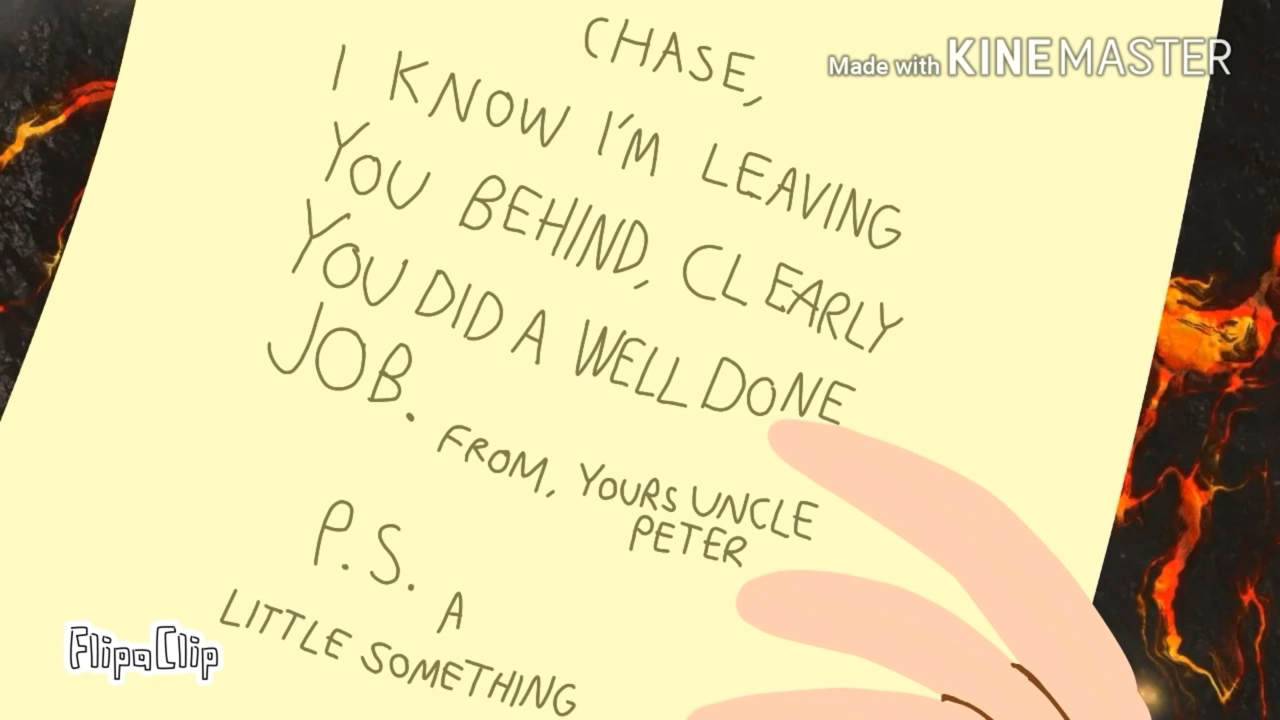 CHASE,
Made with KINEMASTER
I KNOW I'M LEAVING
YOU BEHIND, CLEARLY
YOU DID A WELL DONE
JOB.
FROM, YOURS UNCLE
PETER
P.S. A
LITTLE SOMETHING
FlipaClip